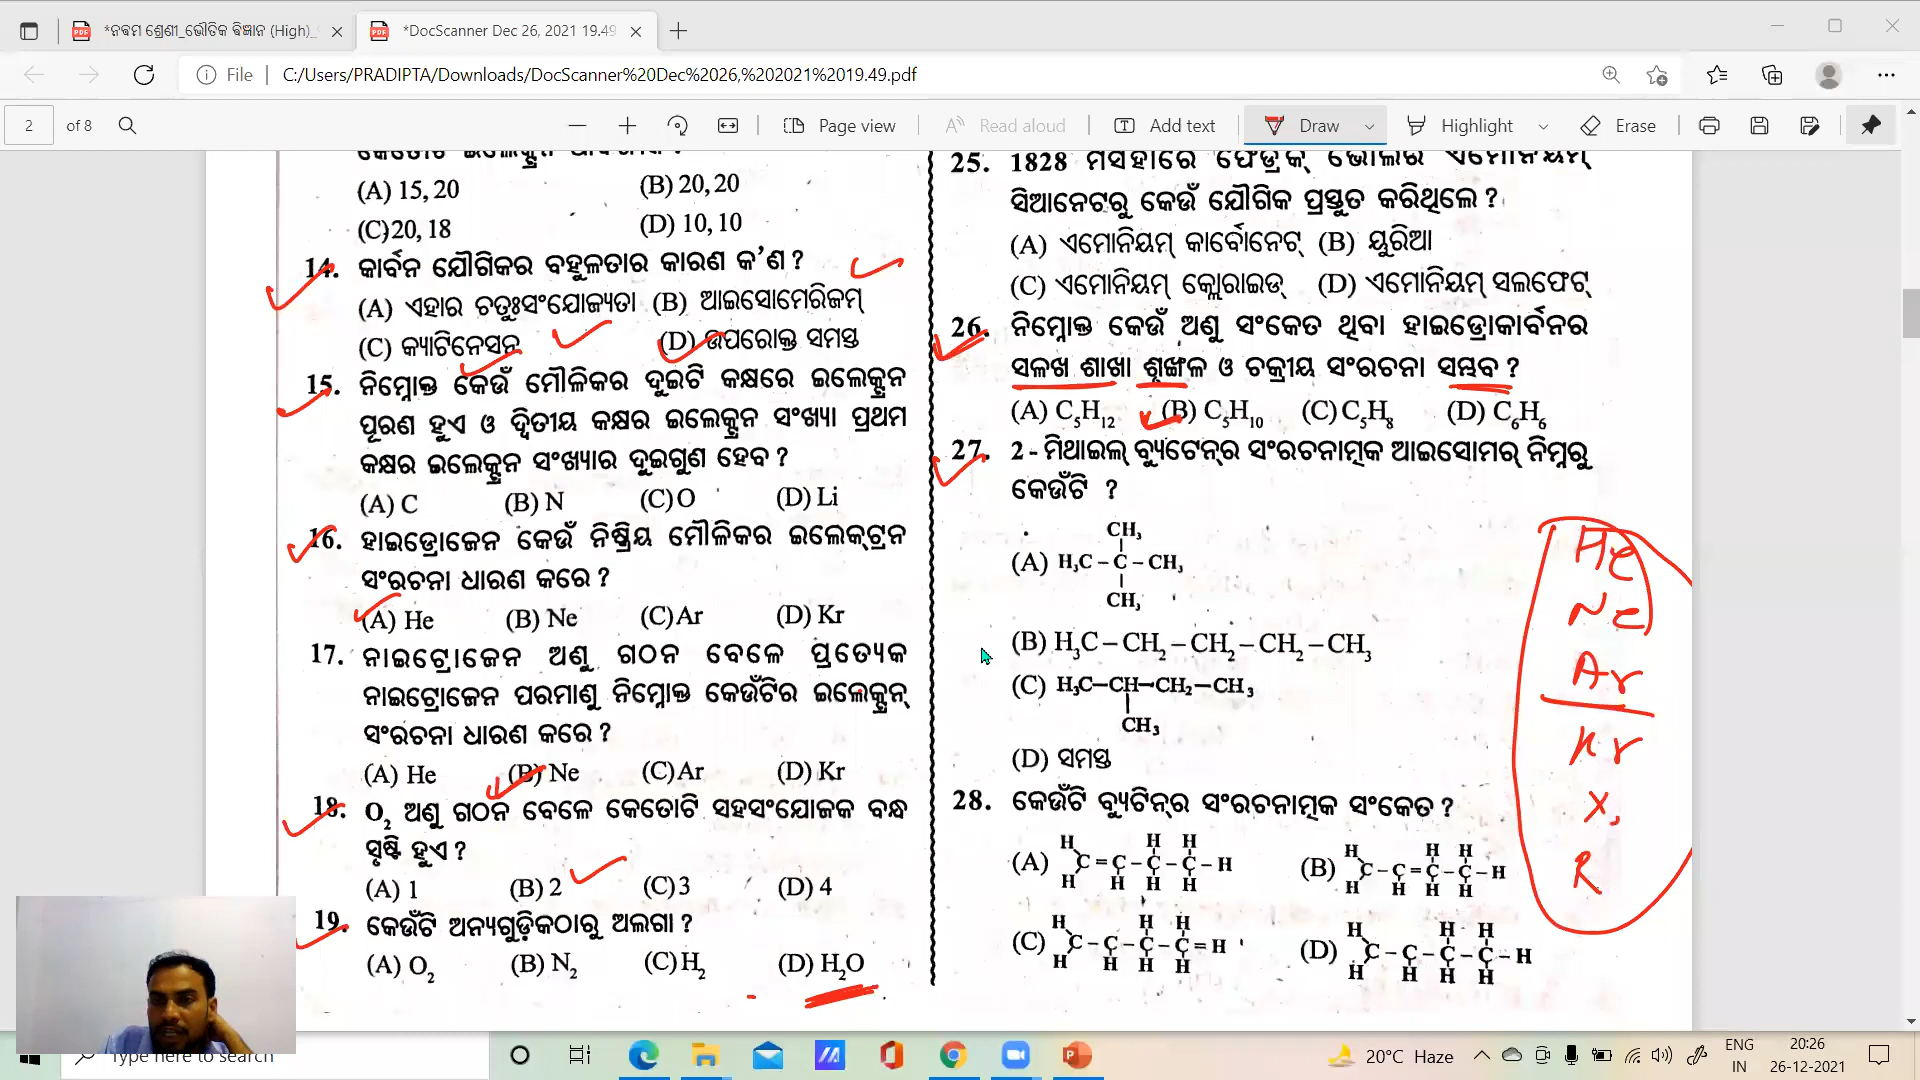 *ନବମ ଶ୍ରେଣୀ_ଭୌତିକ ବିଜ୍ଞାନ (High)_
*DocScanner Dec 26, 2021 19.49
File
C:/Users/PRADIPTA/Downloads/DocScanner%20Dec%2026,%202021%2019.49.pdf
2 of 8
Page view
Read aloud
Add text
Draw
Highlight
Erase
(A) 15, 20 (B) 20, 20
(C) 20, 18 (D) 10, 10
14. କାର୍ବନ ଯୌଗିକର ବହୁଳତାର କାରଣ କ'ଣ ?
(A) ଏହାର ଚତୁଃସଂଯୋଜ୍ୟତା (B) ଆଇସୋମେରିଜମ୍
(C) କ୍ୟାଟିନେସନ୍ (D) ଉପରୋକ୍ତ ସମସ୍ତ
15. ନିମ୍ନୋକ୍ତ କେଉଁ ମୌଳିକର ଦୁଇଟି କକ୍ଷରେ ଇଲେକ୍ଟ୍ରନ
ପୂରଣ ହୁଏ ଓ ଦ୍ୱିତୀୟ କକ୍ଷର ଇଲେକ୍ଟ୍ରନ ସଂଖ୍ୟା ପ୍ରଥମ
କକ୍ଷର ଇଲେକ୍ଟ୍ରନ ସଂଖ୍ୟାର ଦୁଇଗୁଣ ହେବ ?
(A) C (B) N (C) O (D) Li
16. ହାଇଡ୍ରୋଜେନ କେଉଁ ନିଷ୍କ୍ରିୟ ମୌଳିକର ଇଲେକ୍ଟ୍ରନ
ସଂରଚନା ଧାରଣ କରେ ?
(A) He (B) Ne (C) Ar (D) Kr
17. ନାଇଟ୍ରୋଜେନ ଅଣୁ ଗଠନ ବେଳେ ପ୍ରତ୍ୟେକ
ନାଇଟ୍ରୋଜେନ ପରମାଣୁ ନିମ୍ନୋକ୍ତ କେଉଁଟିର ଇଲେକ୍ଟ୍ରନ୍
ସଂରଚନା ଧାରଣ କରେ ?
(A) He (B) Ne (C) Ar (D) Kr
18. O₂ ଅଣୁ ଗଠନ ବେଳେ କେତୋଟି ସହସଂଯୋଜକ ବନ୍ଧ
ସୃଷ୍ଟି ହୁଏ ?
(A) 1 (B) 2 (C) 3 (D) 4
19. କେଉଁଟି ଅନ୍ୟଗୁଡ଼ିକଠାରୁ ଅଲଗା ?
(A) O₂ (B) N₂ (C) H₂ (D) H₂O
25. 1828 ମସିହାରେ ଫ୍ରେଡ୍ରିକ୍ ଭୋଲର ଏମୋନିୟମ୍
ସିଆନେଟରୁ କେଉଁ ଯୌଗିକ ପ୍ରସ୍ତୁତ କରିଥିଲେ ?
(A) ଏମୋନିୟମ୍ କାର୍ବୋନେଟ୍ (B) ୟୁରିଆ
(C) ଏମୋନିୟମ୍ କ୍ଲୋରାଇଡ୍ (D) ଏମୋନିୟମ୍ ସଲଫେଟ୍
26. ନିମ୍ନୋକ୍ତ କେଉଁ ଅଣୁ ସଂକେତ ଥିବା ହାଇଡ୍ରୋକାର୍ବନର
ସଳଖ ଶାଖା ଶୃଙ୍ଖଳ ଓ ଚକ୍ରୀୟ ସଂରଚନା ସମ୍ଭବ ?
(A) C₅H₁₂ (B) C₅H₁₀ (C) C₅H₈ (D) C₆H₆
27. 2 - ମିଥାଇଲ୍ ବ୍ୟୁଟେନ୍‌ର ସଂରଚନାତ୍ମକ ଆଇସୋମର୍ ନିମ୍ନରୁ
କେଉଁଟି ?
CH₃
(A) H₃C – C – CH₃
CH₃
(B) H₃C – CH₂ – CH₂ – CH₂ – CH₃
(C) H₃C – CH – CH₂ – CH₃
CH₃
(D) ସମସ୍ତ
28. କେଉଁଟି ବ୍ୟୁଟିନ୍‌ର ସଂରଚନାତ୍ମକ ସଂକେତ ?
H H H
(A) C = C – C – C – H
H H H H
H H H
(B) C – C = C – C – H
H H H H
H H H
(C) C – C – C – C = H
H H H H
H H H
(D) C – C – C – C – H
H H H H
He
Ne
Ar
Kr
X
R
Type here to search
20°C Haze
ENG
IN
20:26
26-12-2021